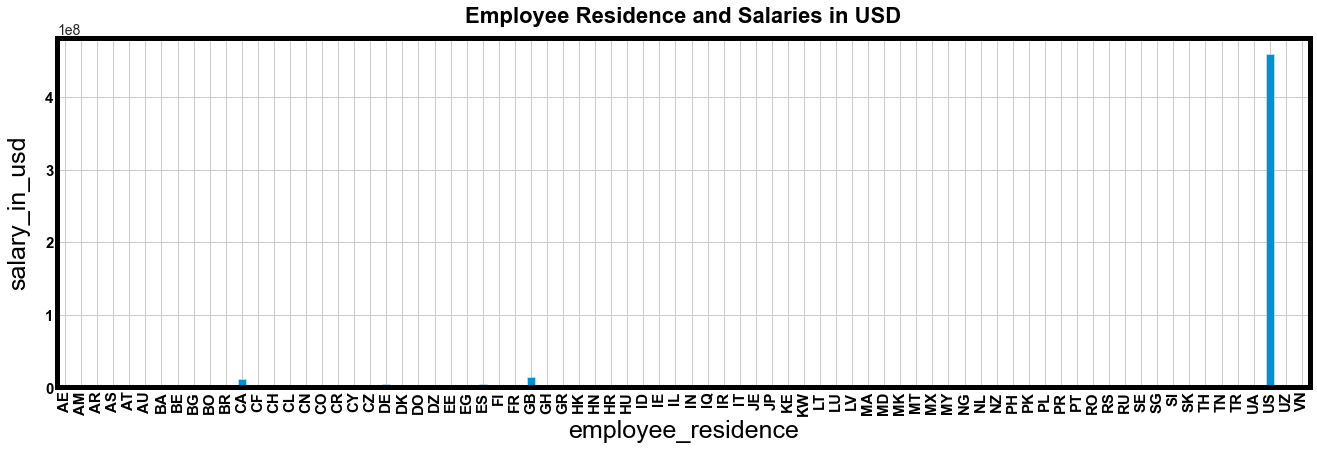 Employee Residence and Salaries in USD
1e8
4
3
2
1
0
salary_in_usd
AE AM AR AS AT AU BA BE BG BO BR CA CF CH CL CN CO CR CY CZ DE DK DO DZ EE EG ES FI FR GB GH GR HK HN HR HU ID IE IL IN IQ IR IT JE JP KE KW LT LU LV MA MD MK MT MX MY NG NL NZ PH PK PL PR PT RO RS RU SE SG SI SK TH TN TR UA US UZ VN
employee_residence